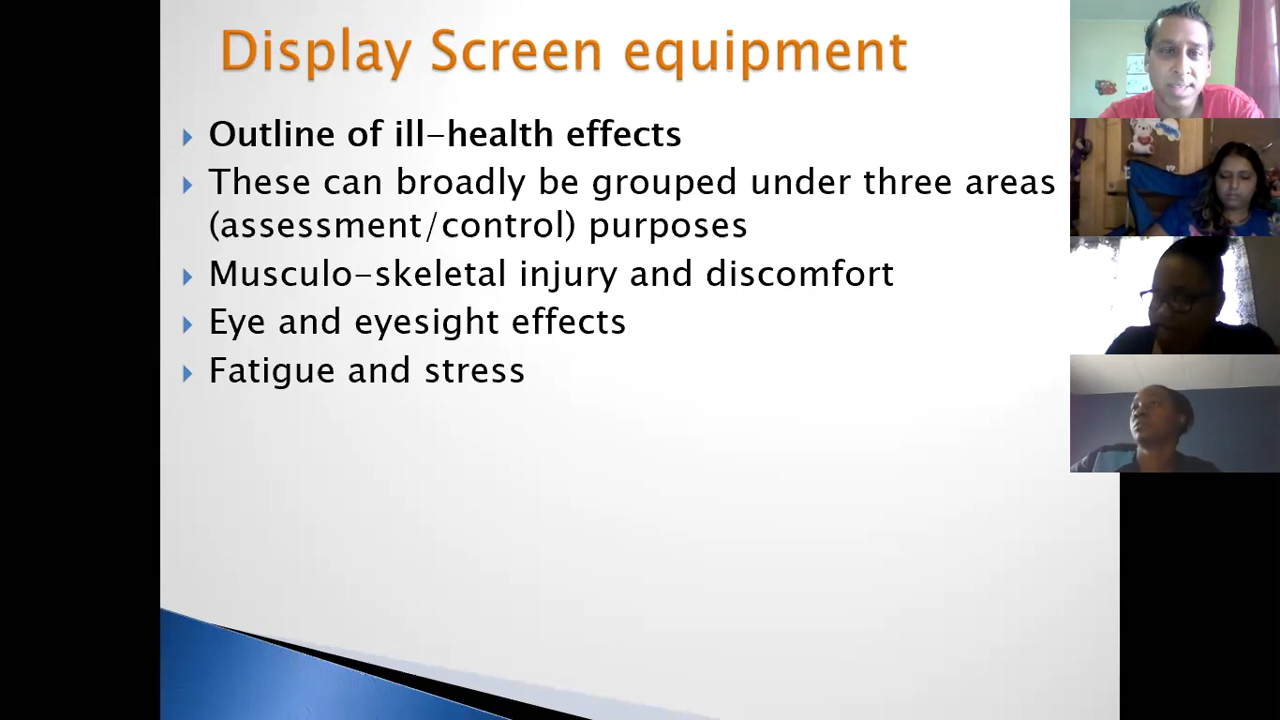 Display Screen equipment
Outline of ill-health effects
These can broadly be grouped under three areas
(assessment/control) purposes
Musculo-skeletal injury and discomfort
Eye and eyesight effects
Fatigue and stress